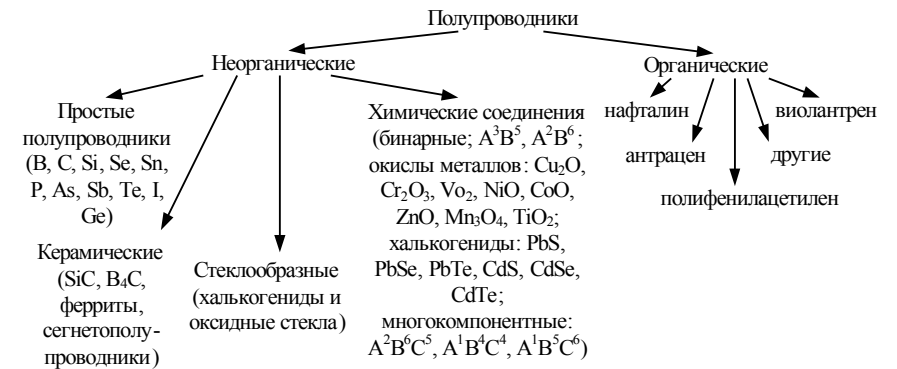 Полупроводники
Неорганические
Органические
Простые
полупроводники
(B, C, Si, Se, Sn,
P, As, Sb, Te, I,
Ge)
Керамические
(SiC, B₄C,
ферриты,
сегнетополу-
проводники)
Стеклообразные
(халькогениды и
оксидные стекла)
Химические соединения
(бинарные; A³B⁵, A²B⁶;
окислы металлов: Cu₂O,
Cr₂O₃, Vo₂, NiO, CoO,
ZnO, Mn₃O₄, TiO₂;
халькогениды: PbS,
PbSe, PbTe, CdS, CdSe,
CdTe;
многокомпонентные:
A²B⁶C⁵, A¹B⁴C⁴, A¹B⁵C⁶)
нафталин
антрацен
полифенилацетилен
другие
виолантрен